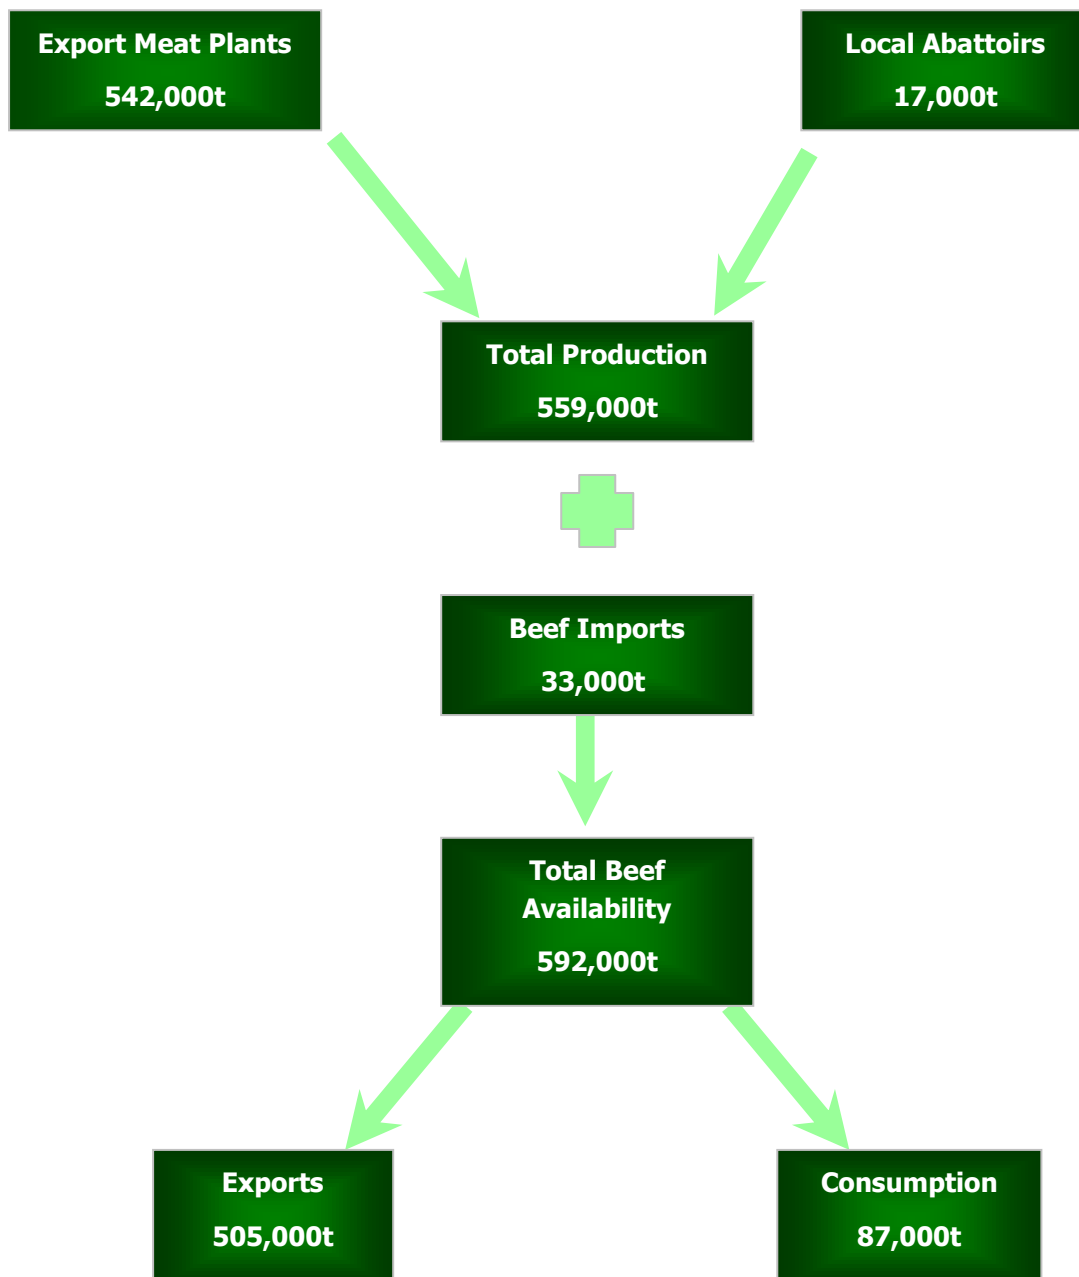 Export Meat Plants
542,000t
Local Abattoirs
17,000t
Total Production
559,000t
Beef Imports
33,000t
Total Beef
Availability
592,000t
Exports
505,000t
Consumption
87,000t